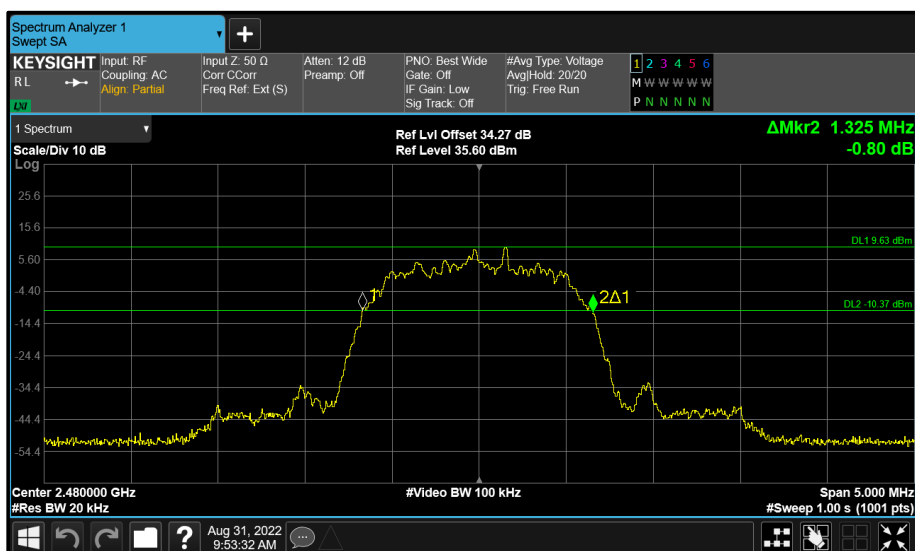 Spectrum Analyzer 1
Swept SA
▼
+
KEYSIGHT Input: RF Input Z: 50 Ω Atten: 12 dB PNO: Best Wide #Avg Type: Voltage 1 2 3 4 5 6
RL Coupling: AC Corr CCorr Preamp: Off Gate: Off Avg|Hold: 20/20 M W W W W W
Align: Partial Freq Ref: Ext (S) IF Gain: Low Trig: Free Run
LXI Sig Track: Off P N N N N N
1 Spectrum ▼ Ref Lvl Offset 34.27 dB ΔMkr2 1.325 MHz
Scale/Div 10 dB Ref Level 35.60 dBm -0.80 dB
Log
25.6
15.6
DL1 9.63 dBm
5.60
-4.40
1
2Δ1
DL2 -10.37 dBm
-14.4
-24.4
-34.4
-44.4
-54.4
Center 2.480000 GHz #Video BW 100 kHz Span 5.000 MHz
#Res BW 20 kHz #Sweep 1.00 s (1001 pts)
? Aug 31, 2022
9:53:32 AM